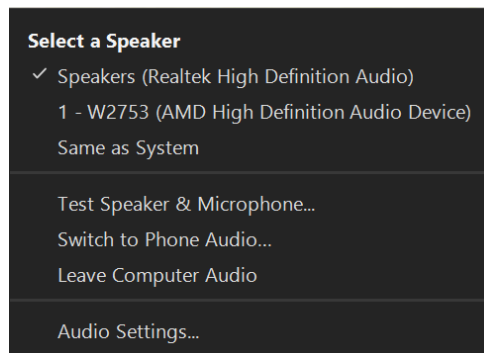 Select a Speaker
Speakers (Realtek High Definition Audio)
1 - W2753 (AMD High Definition Audio Device)
Same as System
Test Speaker & Microphone...
Switch to Phone Audio...
Leave Computer Audio
Audio Settings...